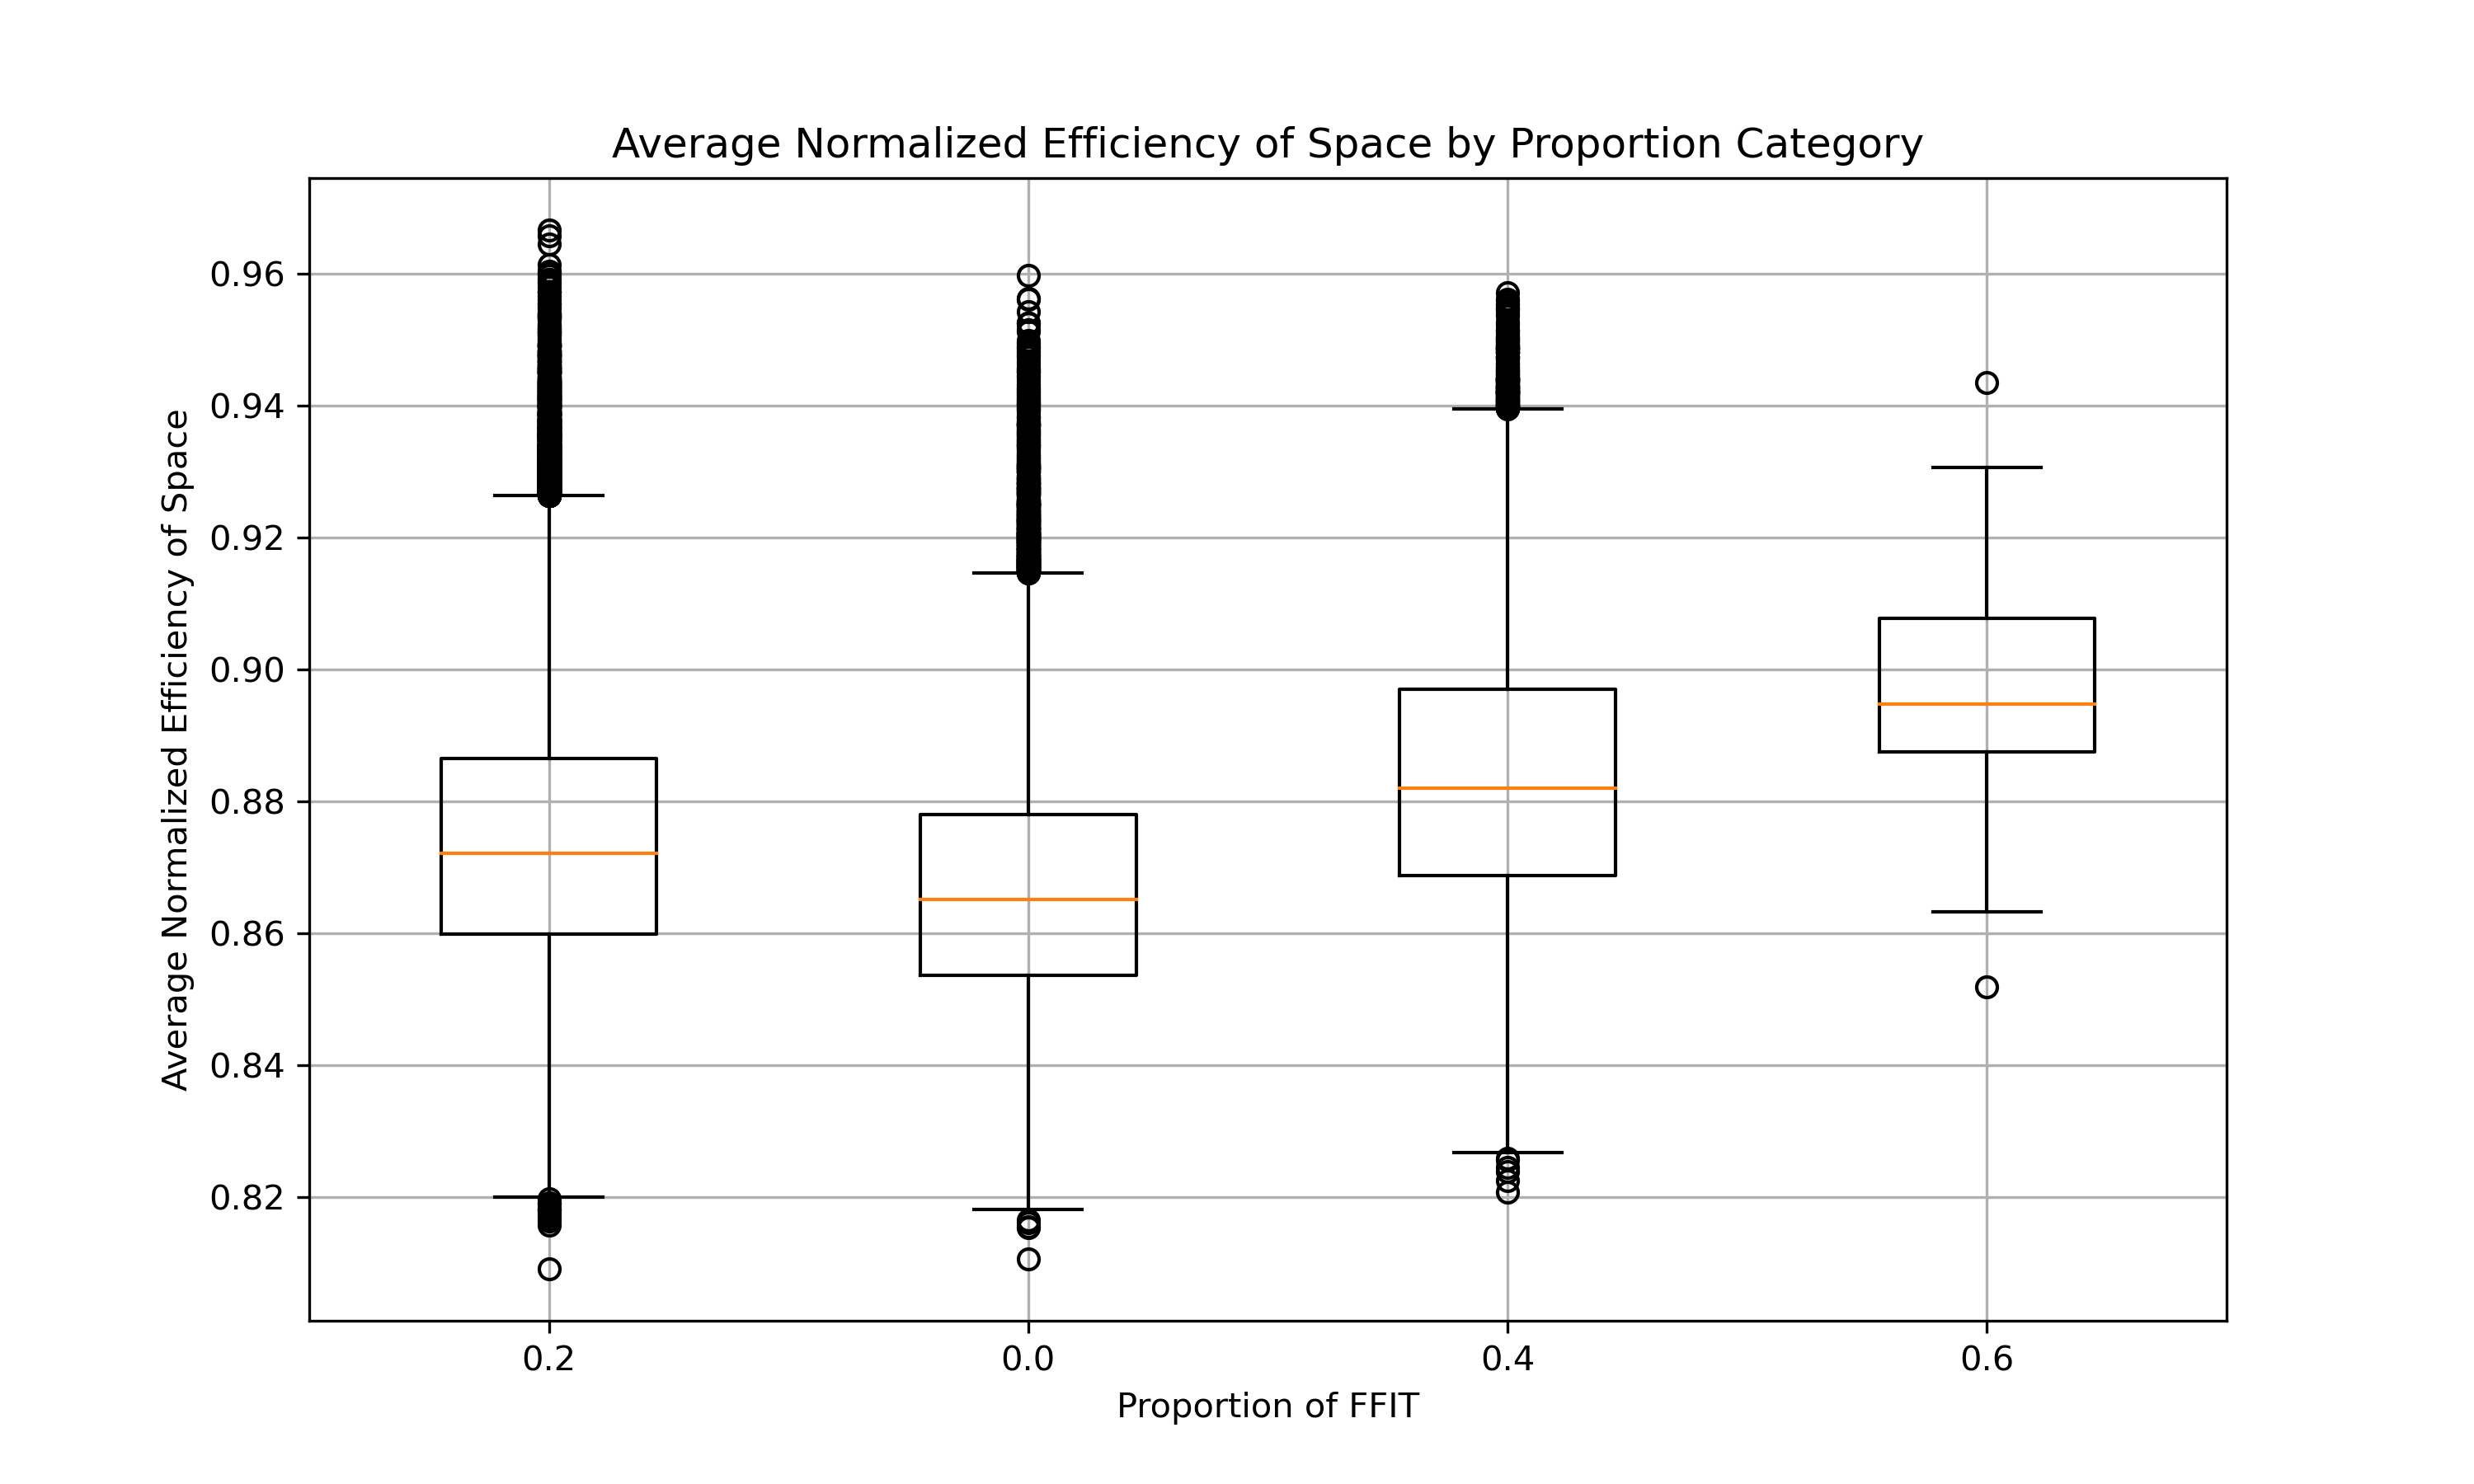 Average Normalized Efficiency of Space by Proportion Category
Average Normalized Efficiency of Space
0.96
0.94
0.92
0.90
0.88
0.86
0.84
0.82
0.2 0.0 0.4 0.6
Proportion of FFIT